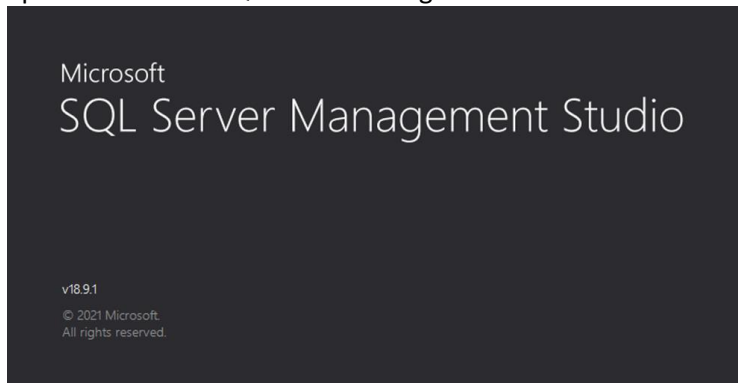 Microsoft
SQL Server Management Studio
v18.9.1
© 2021 Microsoft.
All rights reserved.